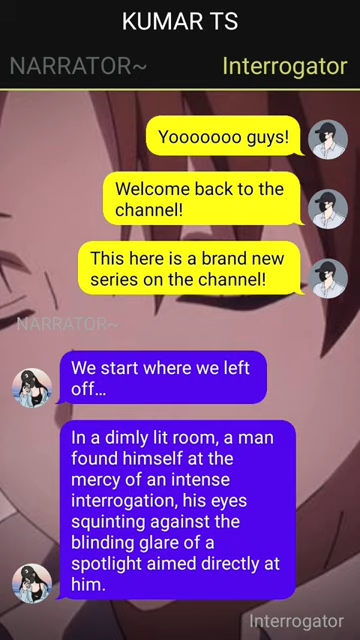 KUMAR TS
NARRATOR~ Interrogator
Yooooooo guys!
Welcome back to the
channel!
This here is a brand new
series on the channel!
NARRATOR~
We start where we left
off...
In a dimly lit room, a man
found himself at the
mercy of an intense
interrogation, his eyes
squinting against the
blinding glare of a
spotlight aimed directly at
him.
Interrogator